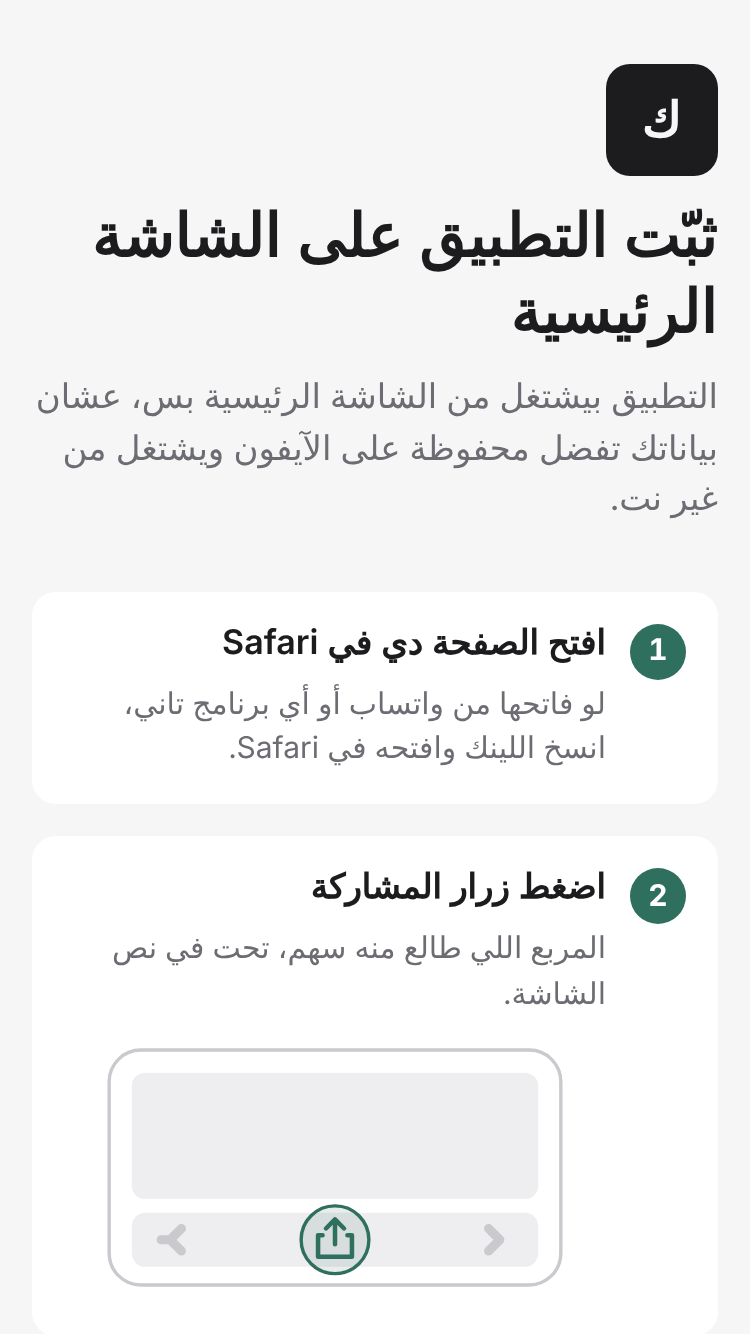 ك
ثبّت التطبيق على الشاشة
الرئيسية
التطبيق بيشتغل من الشاشة الرئيسية بس، عشان
بياناتك تفضل محفوظة على الآيفون ويشتغل من
غير نت.
1
افتح الصفحة دي في Safari
لو فاتحها من واتساب أو أي برنامج تاني،
انسخ اللينك وافتحه في Safari.
2
اضغط زرار المشاركة
المربع اللي طالع منه سهم، تحت في نص
الشاشة.